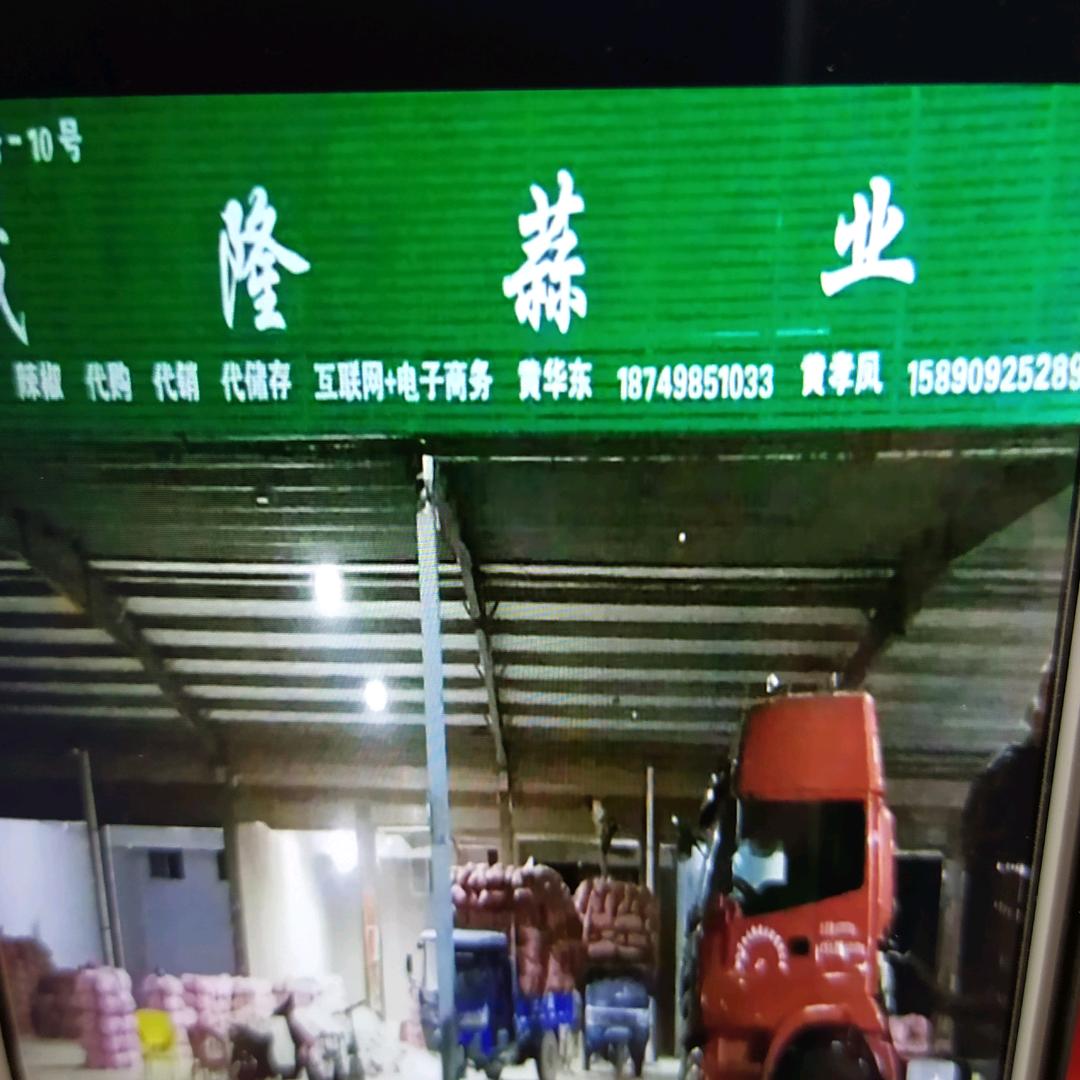 -10号
隆 蒜 业
辣椒 代购 代销 代储存 互联网+电子商务 黄华东 18749851033 黄孝凤 15890925289